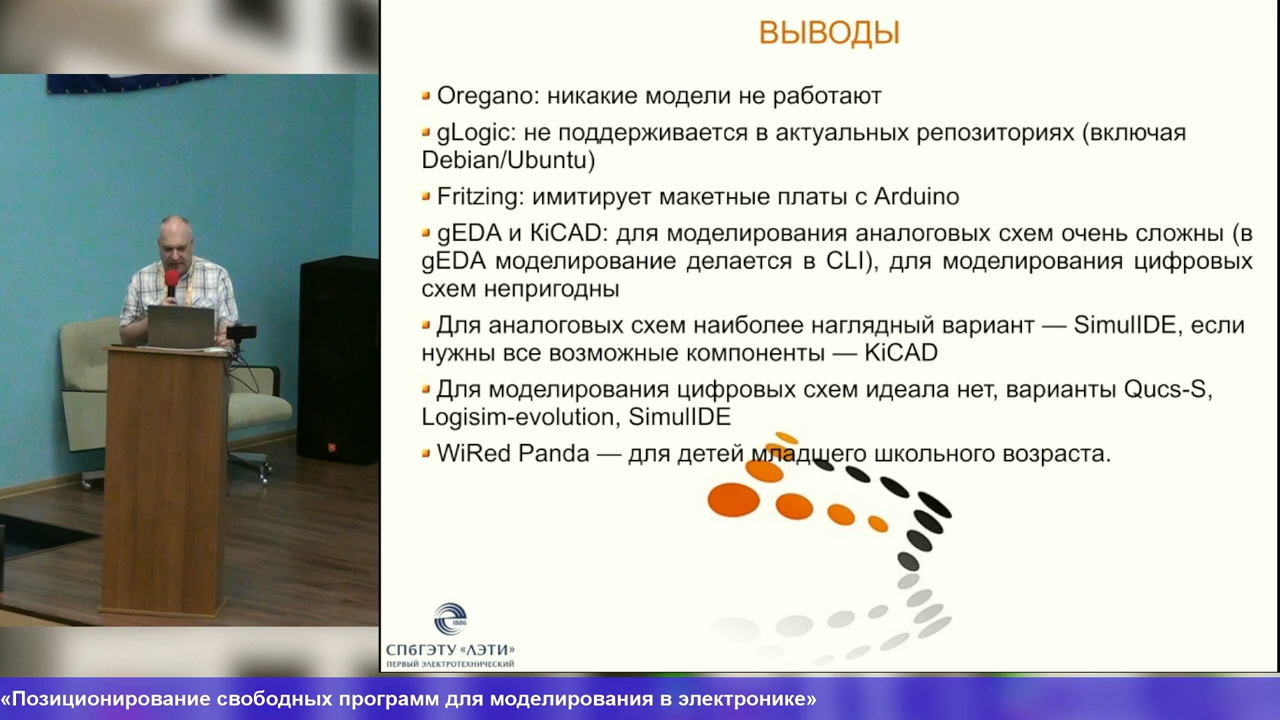 ВЫВОДЫ
Oregano: никакие модели не работают
gLogic: не поддерживается в актуальных репозиториях (включая
Debian/Ubuntu)
Fritzing: имитирует макетные платы с Arduino
gEDA и KiCAD: для моделирования аналоговых схем очень сложны (в
gEDA моделирование делается в CLI), для моделирования цифровых
схем непригодны
Для аналоговых схем наиболее наглядный вариант — SimulIDE, если
нужны все возможные компоненты — KiCAD
Для моделирования цифровых схем идеала нет, варианты Qucs-S,
Logisim-evolution, SimulIDE
WiRed Panda — для детей младшего школьного возраста.
1886
СПбГЭТУ «ЛЭТИ»
ПЕРВЫЙ ЭЛЕКТРОТЕХНИЧЕСКИЙ
«Позиционирование свободных программ для моделирования в электронике»